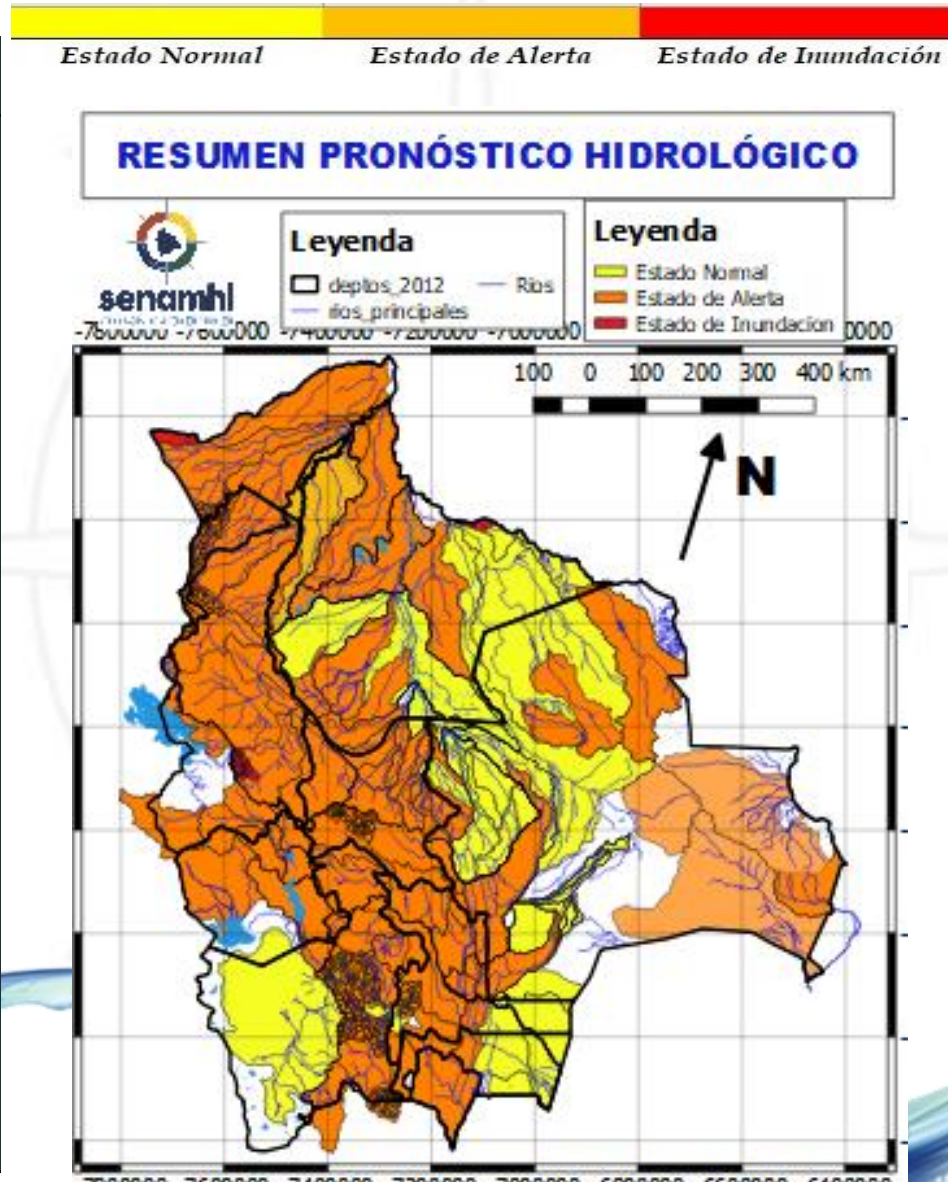 Estado Normal Estado de Alerta Estado de Inundación
RESUMEN PRONÓSTICO HIDROLÓGICO
senamhi
Leyenda
deptos_2012 Rios
rios_principales
Leyenda
Estado Normal
Estado de Alerta
Estado de Inundacion
-7800000 -7600000 -7400000 -7200000 -7000000
100 0 100 200 300 400 km
N